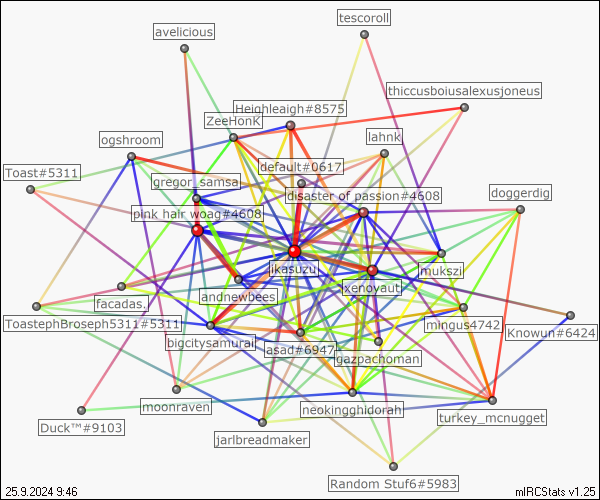 tescoroll
avelicious
thiccusboiusalexusjoneus
Heighleaigh#8575
ZeeHonK
ogshroom
lahnk
default#0617
Toast#5311
gregor_samsa
disaster of passion#4608
doggerdig
pink hair woag#4608
ikasuzu
mukszi
xenoyaut
andnewbees
facadas.
ToastephBroseph5311#5311
mingus4742
Knowun#6424
bigcitysamurai
asad#6947
gazpachoman
moonraven
neokingghidorah
turkey_mcnugget
Duck™#9103
jarlbreadmaker
Random Stuf6#5983
25.9.2024 9:46
mIRCStats v1.25